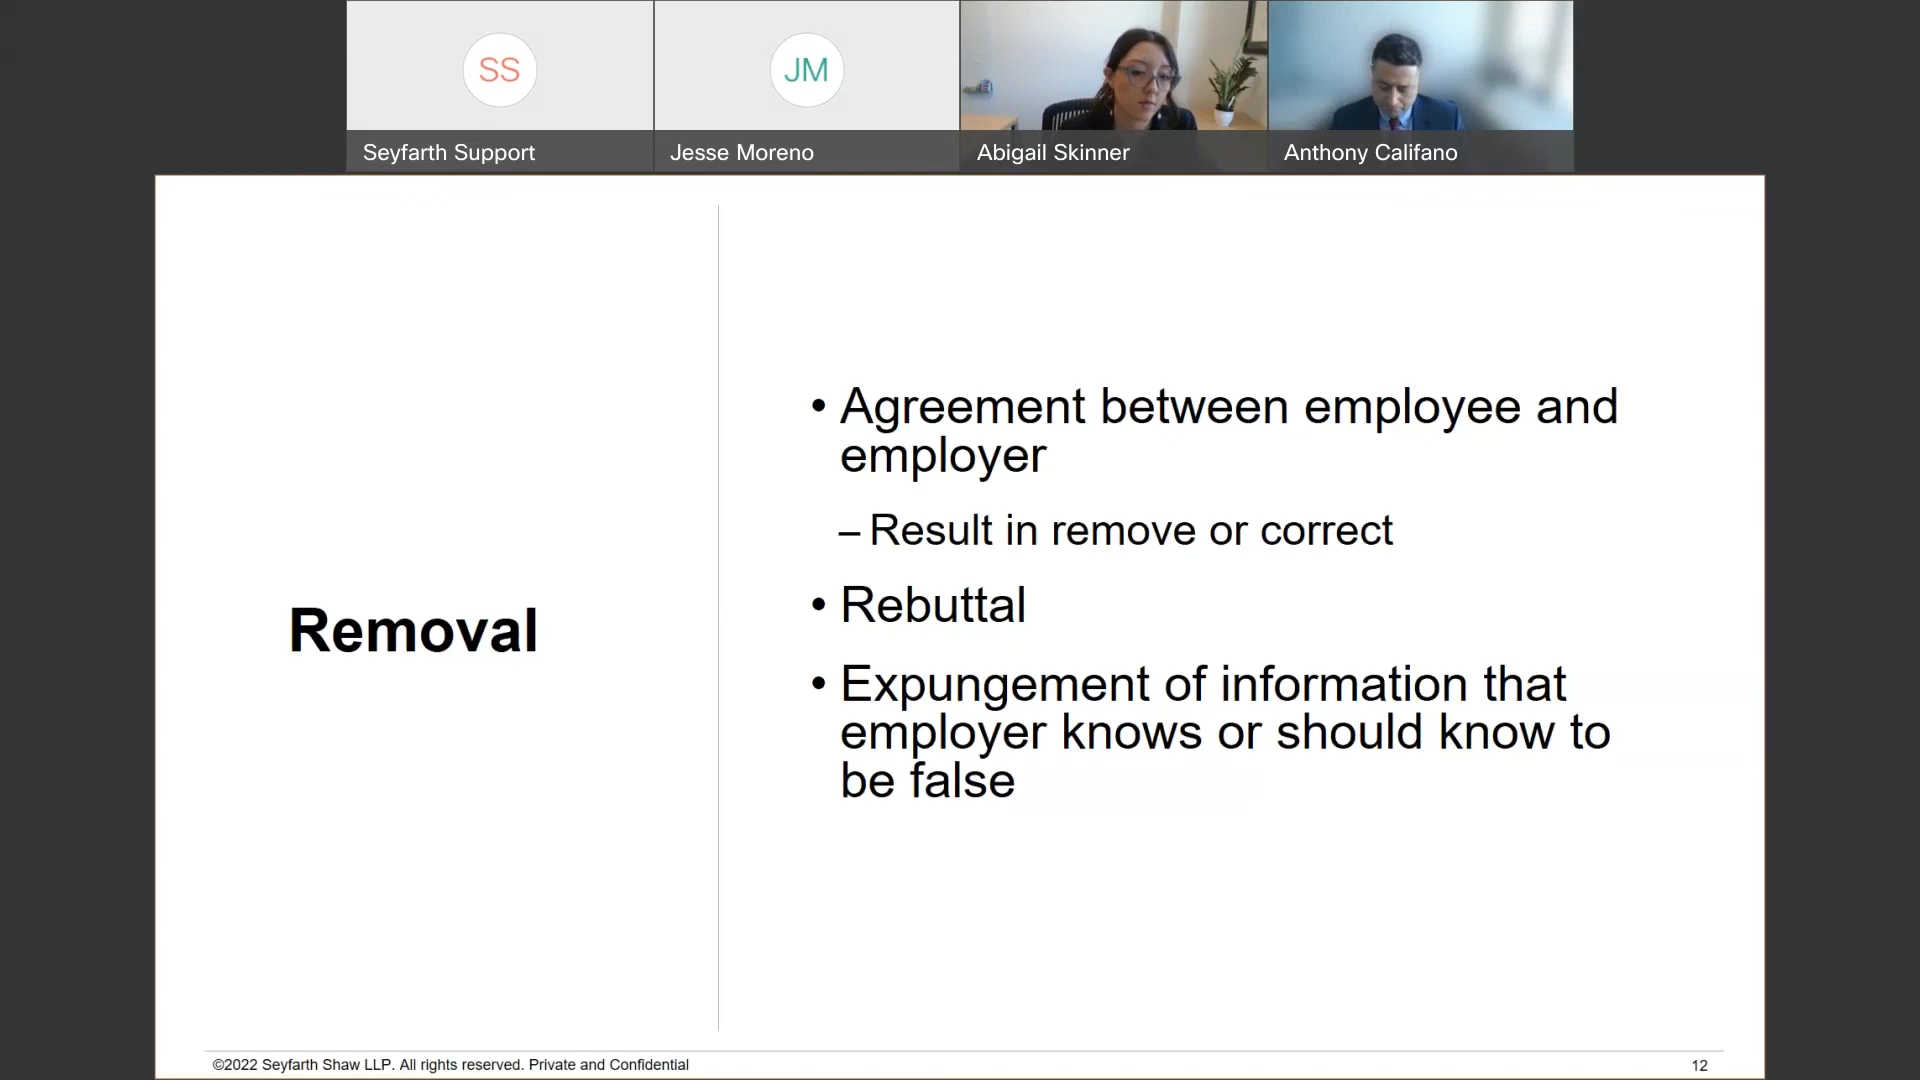 SS
JM
Seyfarth Support
Jesse Moreno
Abigail Skinner
Anthony Califano
Removal
• Agreement between employee and
employer
– Result in remove or correct
• Rebuttal
• Expungement of information that
employer knows or should know to
be false
©2022 Seyfarth Shaw LLP. All rights reserved. Private and Confidential
12